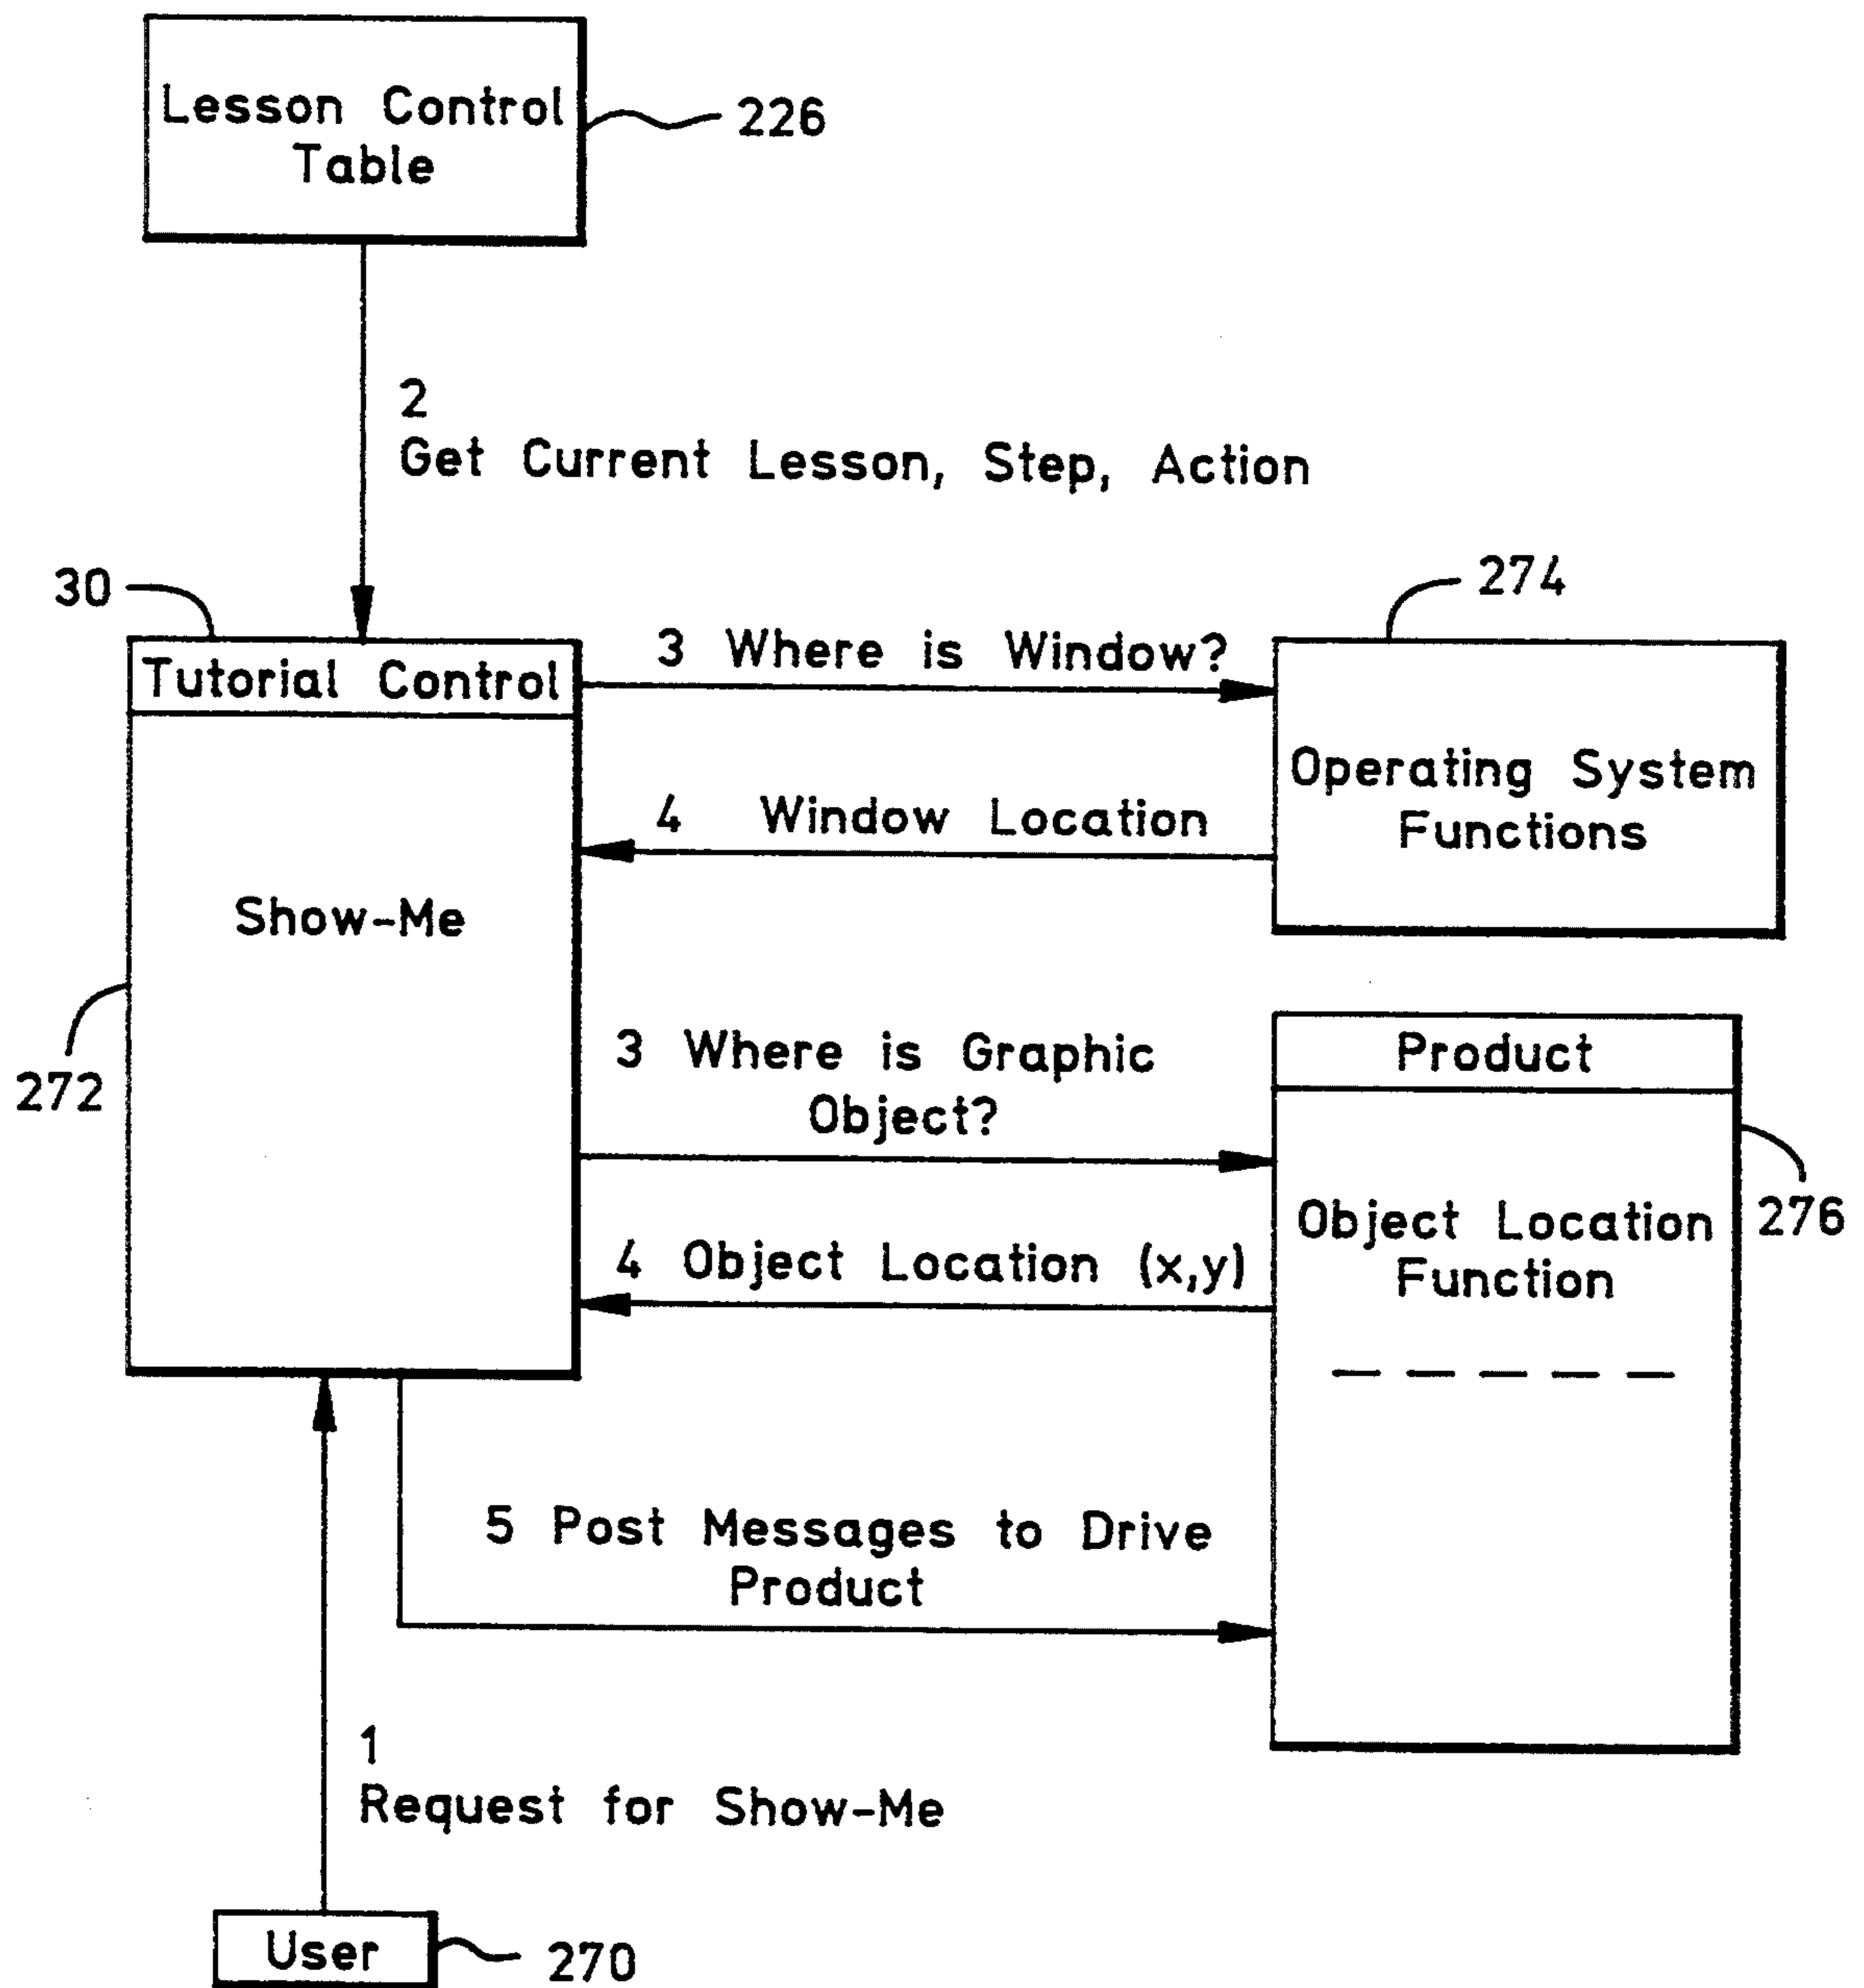 Lesson Control
Table
226
2
Get Current Lesson, Step, Action
30
274
Tutorial Control
3 Where is Window?
Operating System
Functions
4 Window Location
Show-Me
272
3 Where is Graphic
Object?
Product
276
Object Location
Function
4 Object Location (x,y)
5 Post Messages to Drive
Product
1
Request for Show-Me
User
270